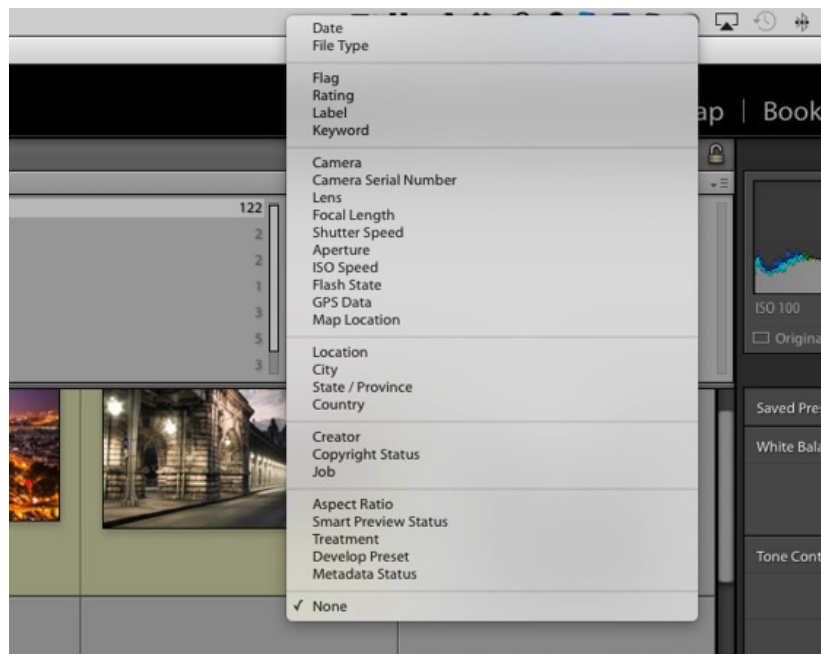 Date
File Type
Flag
Rating
Label
Keyword
ap | Book
Camera
Camera Serial Number
Lens
Focal Length
Shutter Speed
Aperture
ISO Speed
Flash State
GPS Data
Map Location
122
2
2
1
3
5
3
ISO 100
Origina
Location
City
State / Province
Country
Saved Pre
White Bala
Creator
Copyright Status
Job
Aspect Ratio
Smart Preview Status
Treatment
Develop Preset
Metadata Status
Tone Cont
✓ None